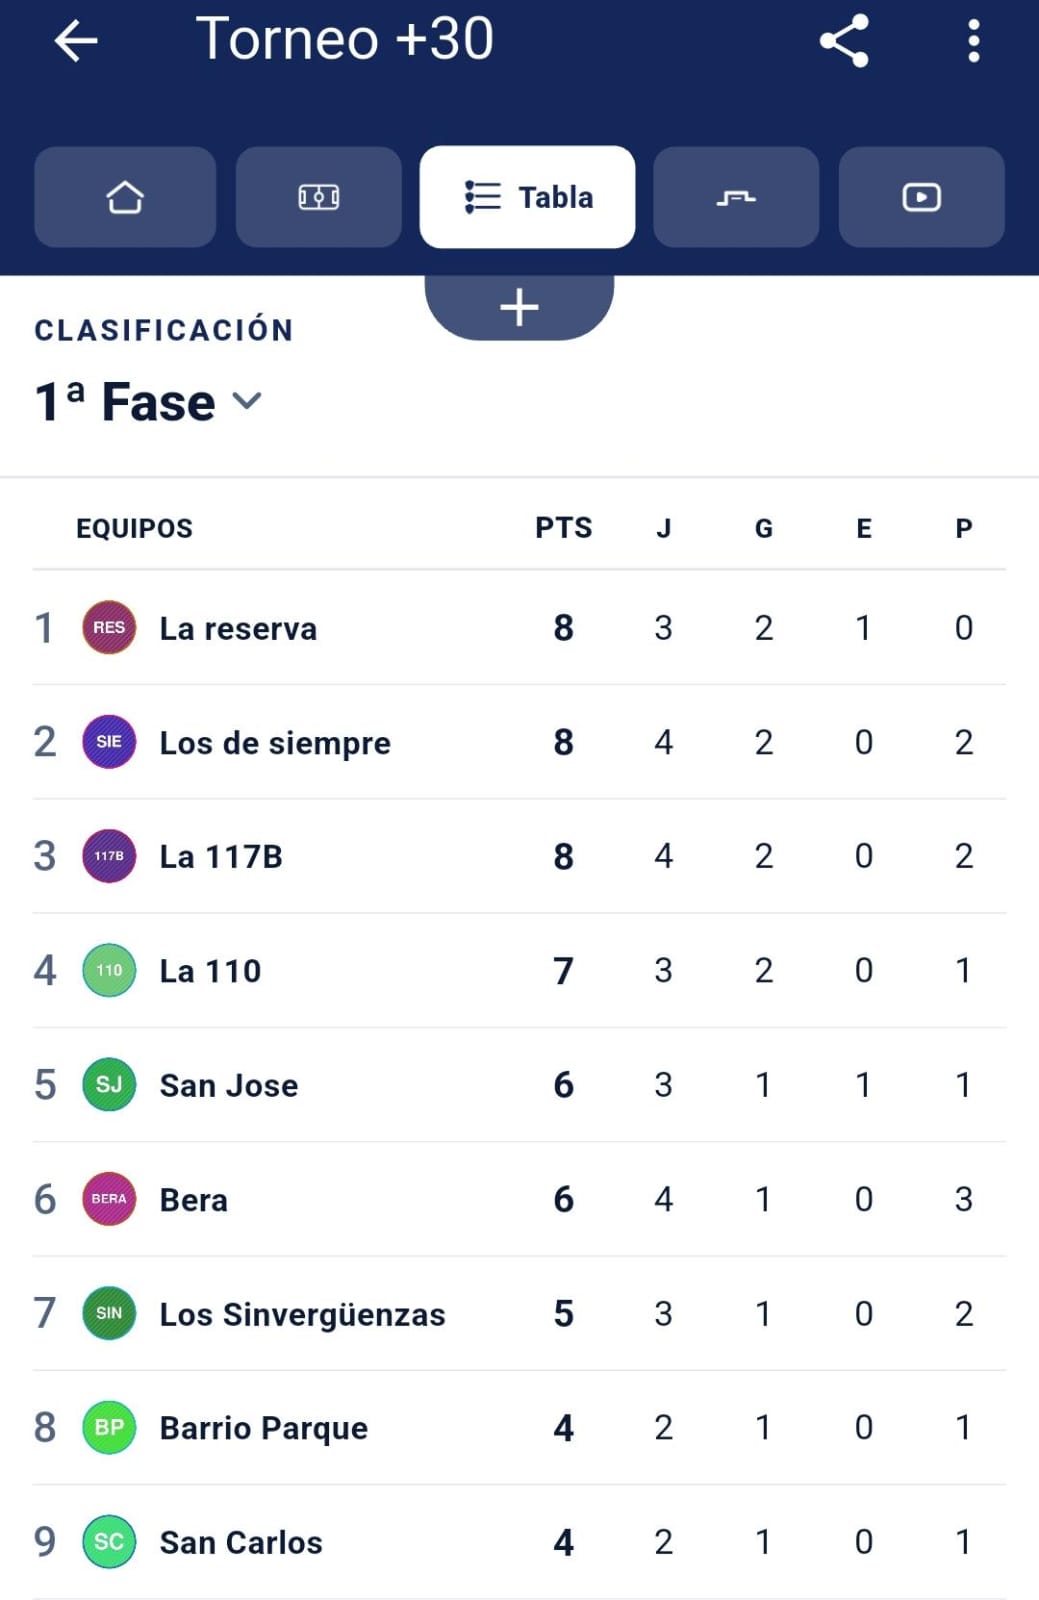 Torneo +30
Tabla
+
CLASIFICACIÓN
1ª Fase
EQUIPOS PTS J G E P
1 RES La reserva 8 3 2 1 0
2 SIE Los de siempre 8 4 2 0 2
3 117B La 117B 8 4 2 0 2
4 110 La 110 7 3 2 0 1
5 SJ San Jose 6 3 1 1 1
6 BERA Bera 6 4 1 0 3
7 SIN Los Sinvergüenzas 5 3 1 0 2
8 BP Barrio Parque 4 2 1 0 1
9 SC San Carlos 4 2 1 0 1